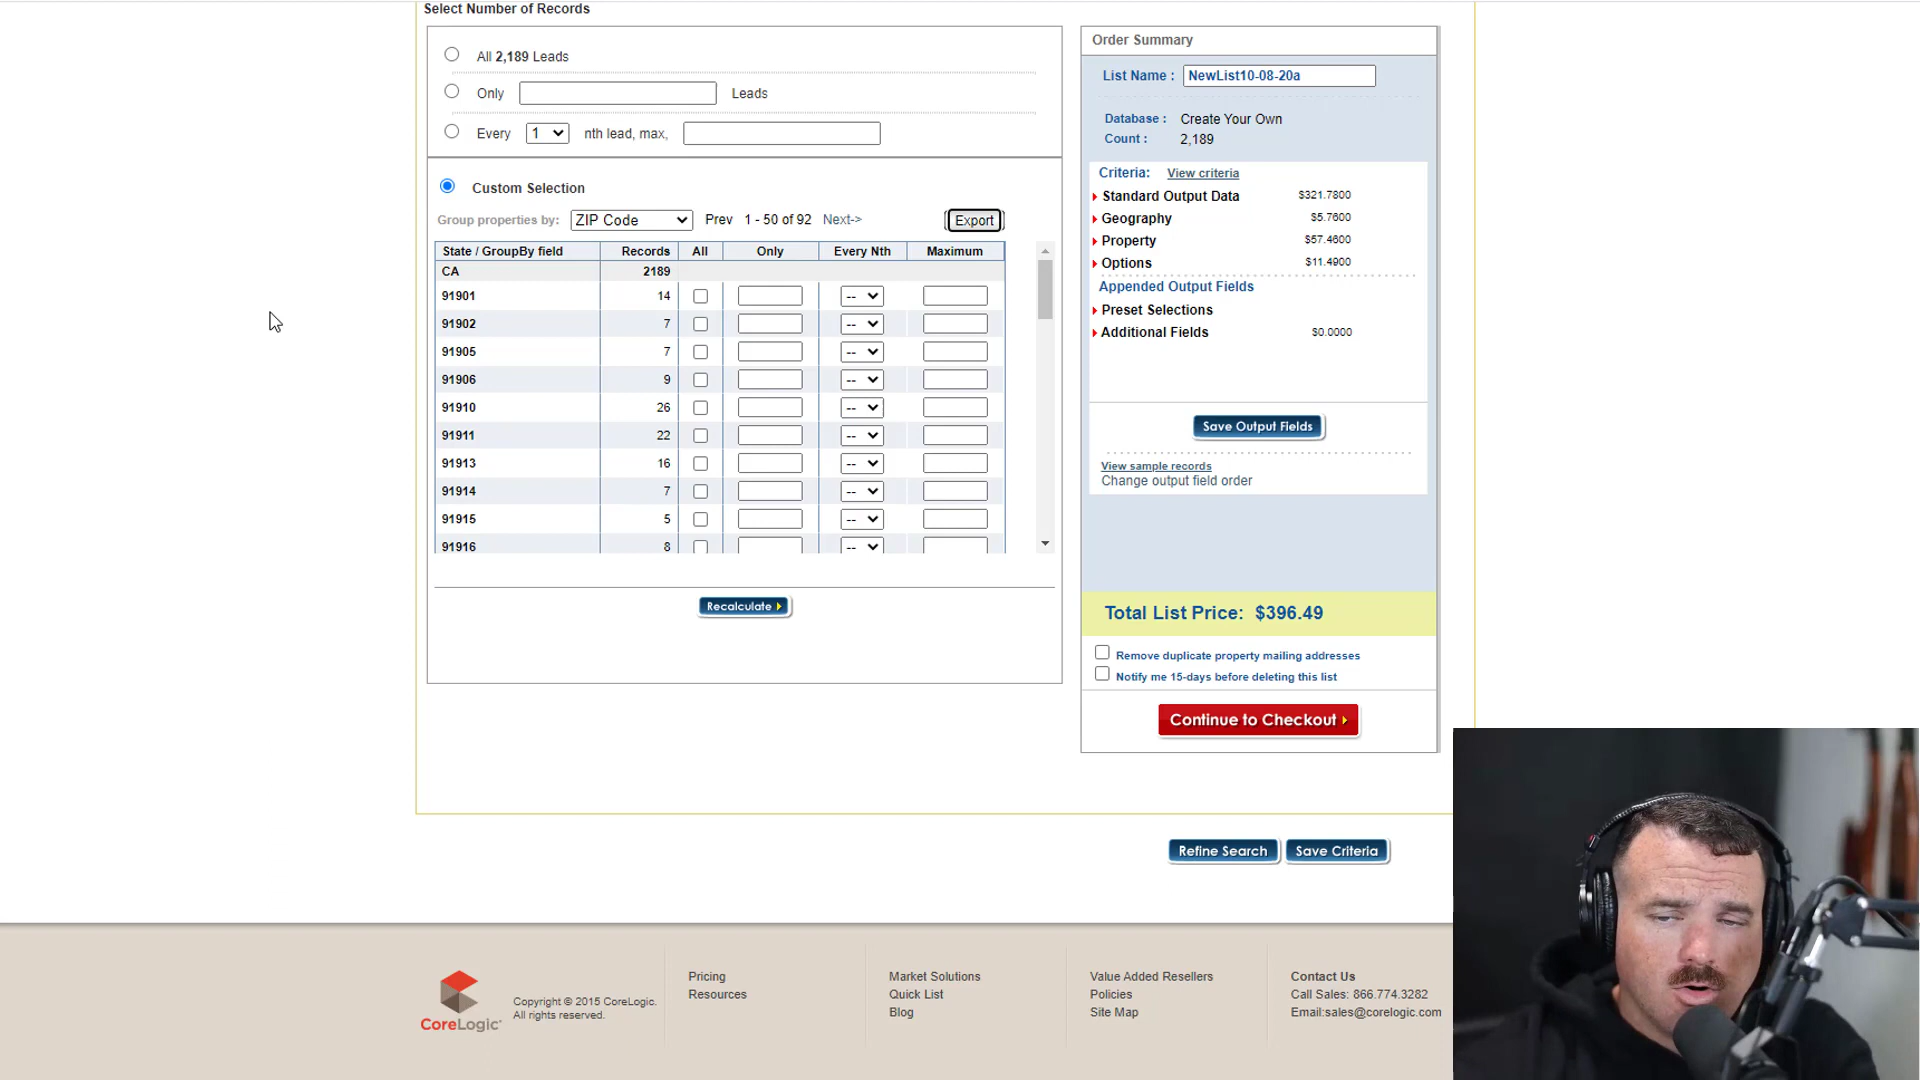 Select Number of Records
All 2,189 Leads
Only Leads
Every 1 nth lead, max,
Custom Selection
Group properties by: ZIP Code Prev 1 - 50 of 92 Next-> Export
State / GroupBy field Records All Only Every Nth Maximum
CA 2189
91901 14 --
91902 7 --
91905 7 --
91906 9 --
91910 26 --
91911 22 --
91913 16 --
91914 7 --
91915 5 --
91916 8 --
Recalculate
Order Summary
List Name : NewList10-08-20a
Database : Create Your Own
Count : 2,189
Criteria: View criteria
Standard Output Data $321.7800
Geography $5.7600
Property $57.4600
Options $11.4900
Appended Output Fields
Preset Selections
Additional Fields $0.0000
Save Output Fields
View sample records
Change output field order
Total List Price: $396.49
Remove duplicate property mailing addresses
Notify me 15-days before deleting this list
Continue to Checkout
Refine Search Save Criteria
CoreLogic
Copyright © 2015 CoreLogic.
All rights reserved.
Pricing
Resources
Market Solutions
Quick List
Blog
Value Added Resellers
Policies
Site Map
Contact Us
Call Sales: 866.774.3282
Email:sales@corelogic.com